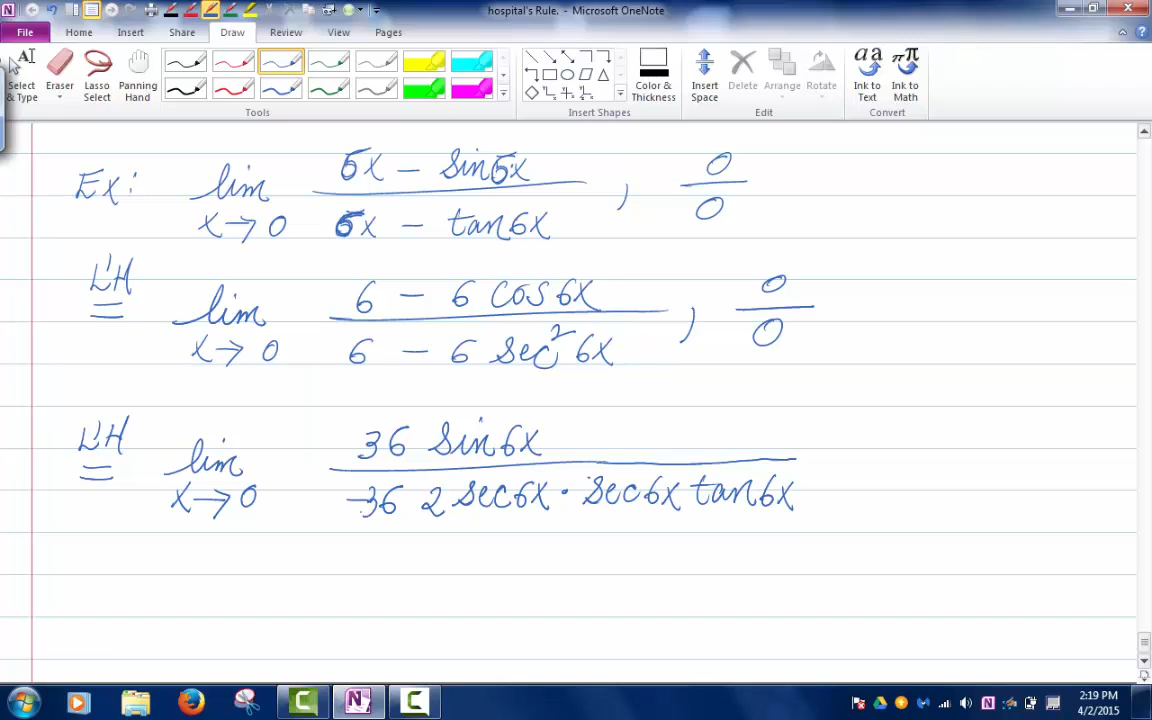 hospital's Rule. - Microsoft OneNote
File Home Insert Share Draw Review View Pages
Select & Type Eraser Lasso Select Panning Hand Color & Thickness Insert Space Delete Arrange Rotate Ink to Text Ink to Math
Tools Insert Shapes Edit Convert
Ex: lim x→0 (6x - sin6x)/(6x - tan6x), 0/0
L'H = lim x→0 (6 - 6 cos6x)/(6 - 6 sec² 6x), 0/0
L'H = lim x→0 (36 sin6x)/(-36 2 sec6x · sec6x tan6x)
2:19 PM
4/2/2015